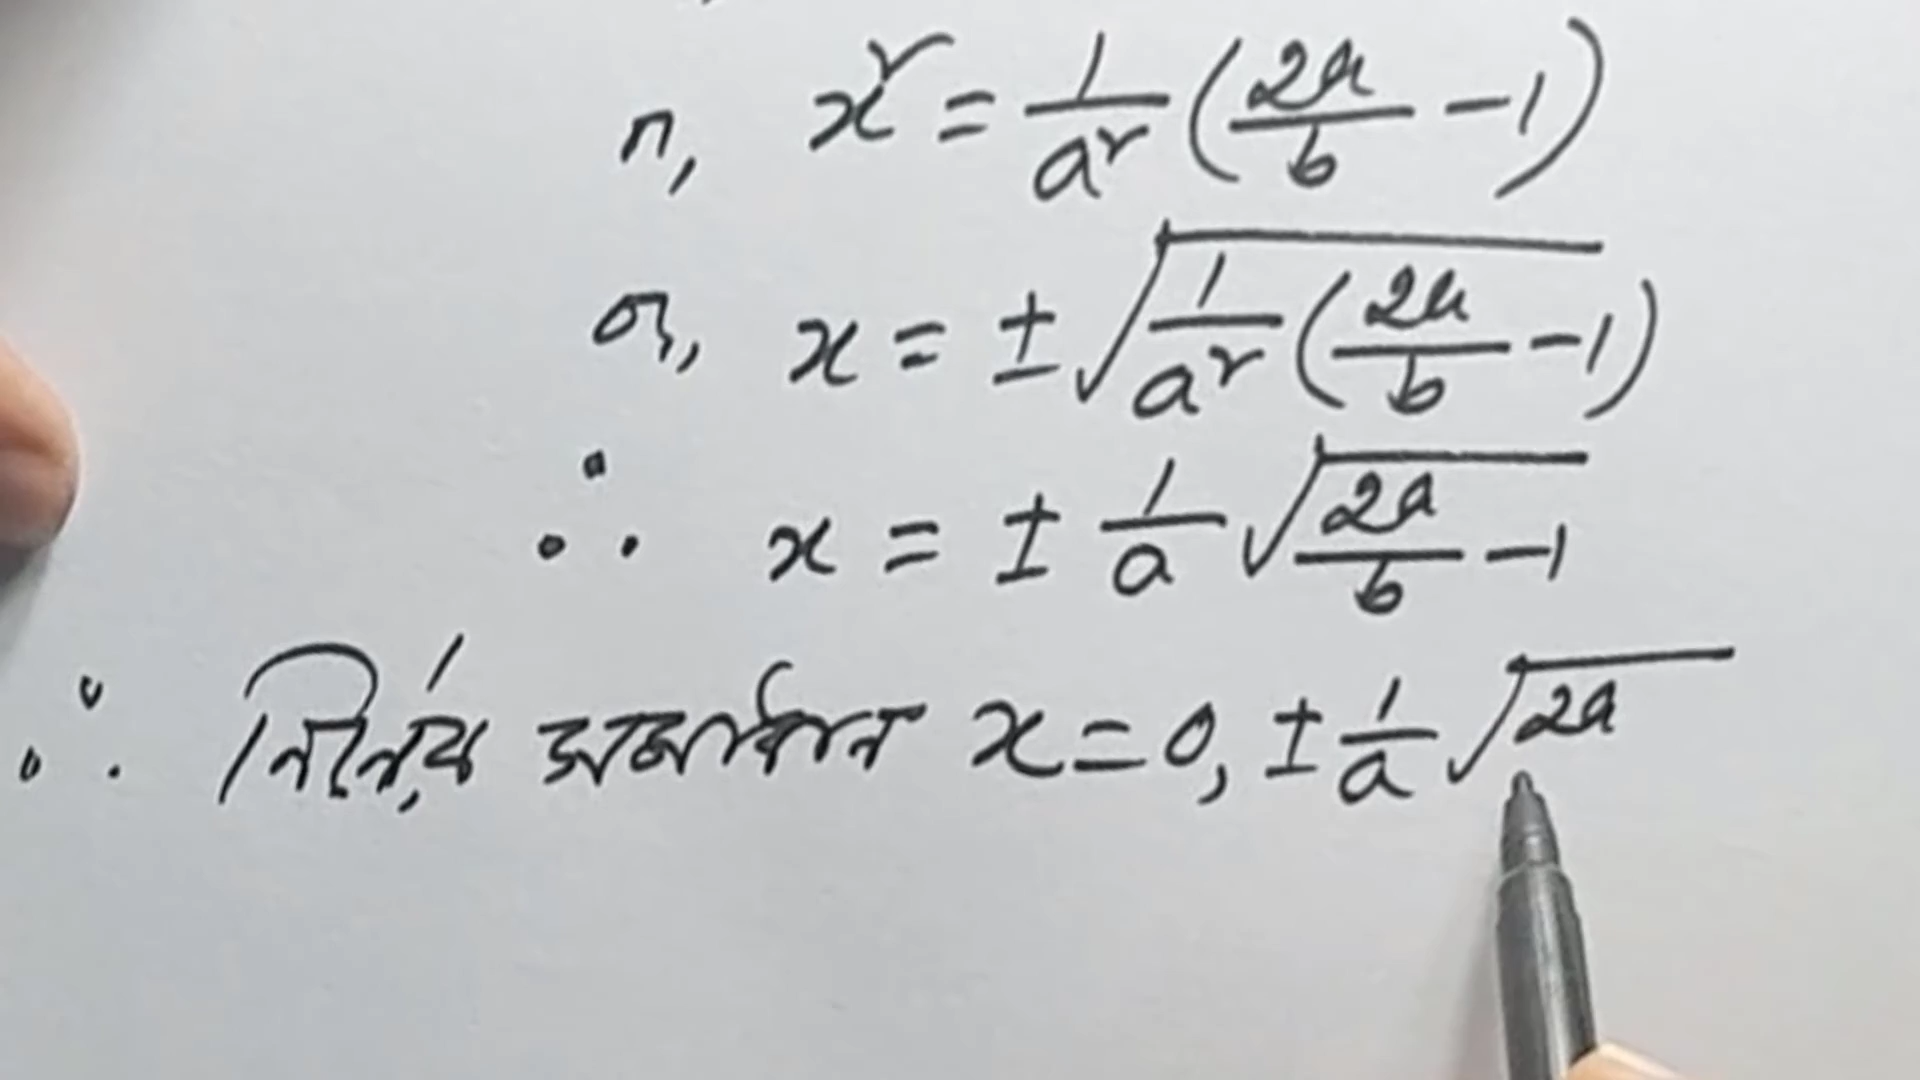 বা, x² = 1/a² (2a/b - 1)
বা, x = ± √(1/a² (2a/b - 1))
∴ x = ± 1/a √(2a/b - 1)
∴ নির্ণেয় সমাধান x = 0, ± 1/a √2a